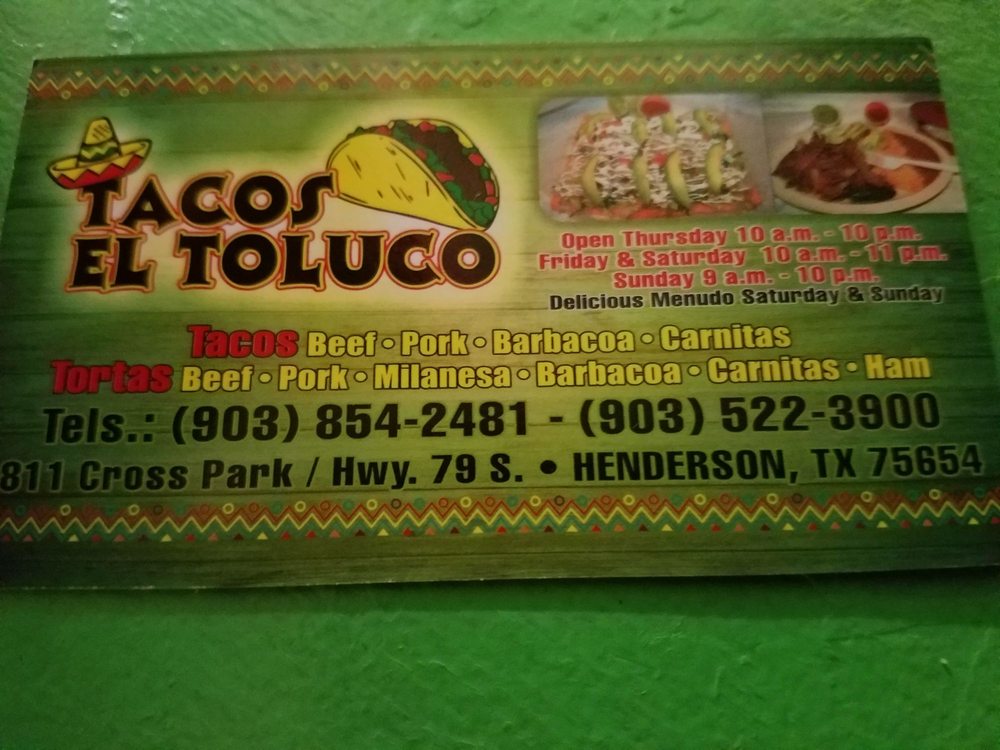 TACOS
EL TOLUCO
Open Thursday 10 a.m. - 10 p.m.
Friday & Saturday 10 a.m. - 11 p.m.
Sunday 9 a.m. - 10 p.m.
Delicious Menudo Saturday & Sunday
Tacos Beef • Pork • Barbacoa • Carnitas
Tortas Beef • Pork • Milanesa • Barbacoa • Carnitas • Ham
Tels.: (903) 854-2481 - (903) 522-3900
811 Cross Park / Hwy. 79 S. • HENDERSON, TX 75654